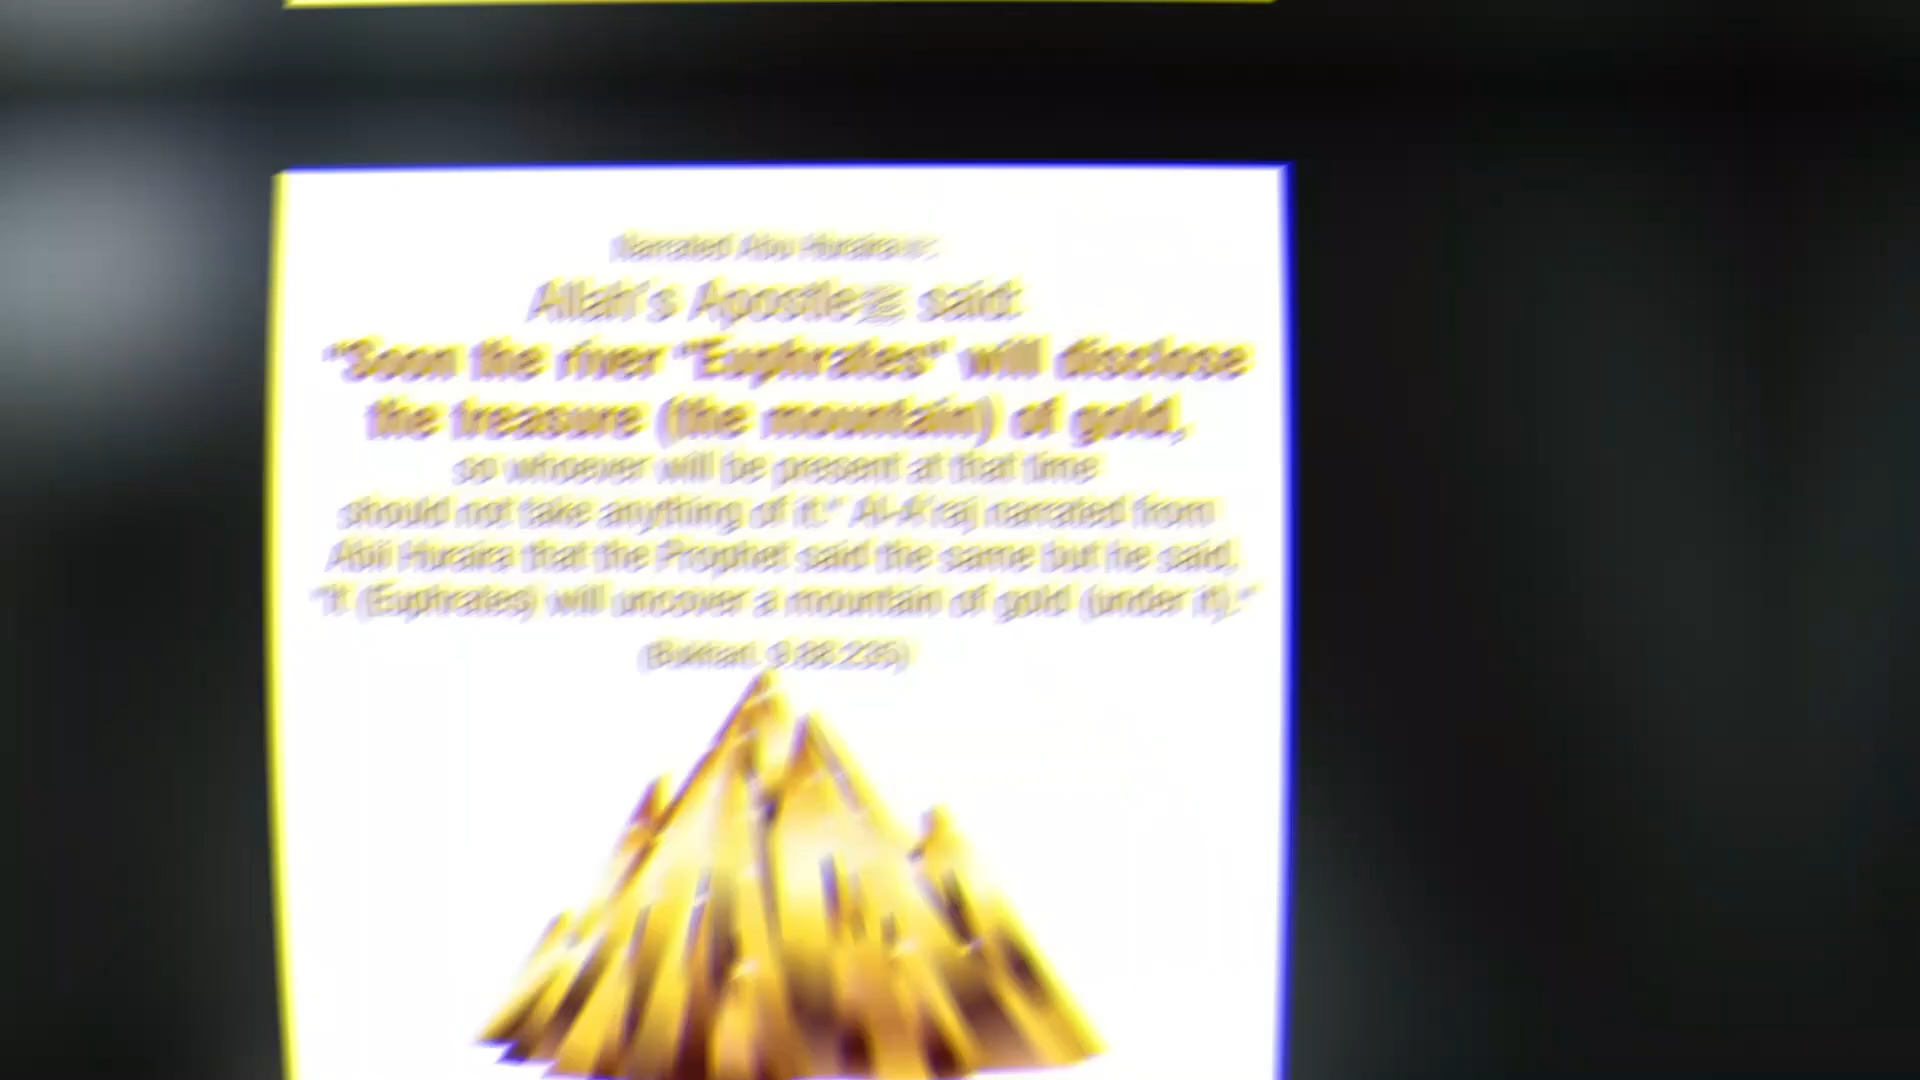 Narrated Abu Huraira
Allah's Apostleﷺ said:
"Soon the river "Euphrates" will disclose
the treasure (the mountain) of gold,
so whoever will be present at that time
should not take anything of it." Al-A'raj narrated from
Abii Huraira that the Prophet said the same but he said,
"It (Euphrates) will uncover a mountain of gold (under it)."
(Bukhari. 9.88.235)